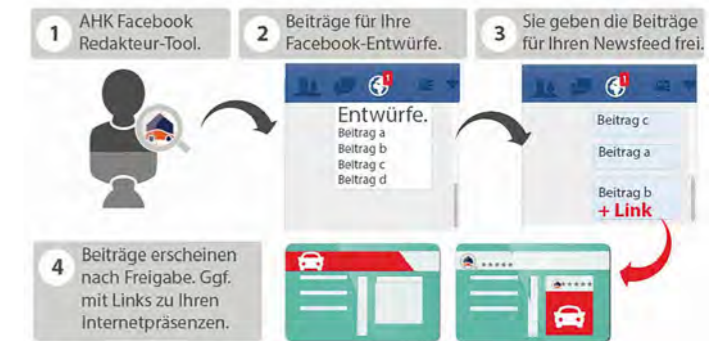 1
AHK Facebook
Redakteur-Tool.
2
Beiträge für Ihre
Facebook-Entwürfe.
3
Sie geben die Beiträge
für Ihren Newsfeed frei.
1
Entwürfe.
Beitrag a
Beitrag b
Beitrag c
Beitrag d
1
Beitrag c
Beitrag a
Beitrag b
+ Link
4
Beiträge erscheinen
nach Freigabe. Ggf.
mit Links zu Ihren
Internetpräsenzen.